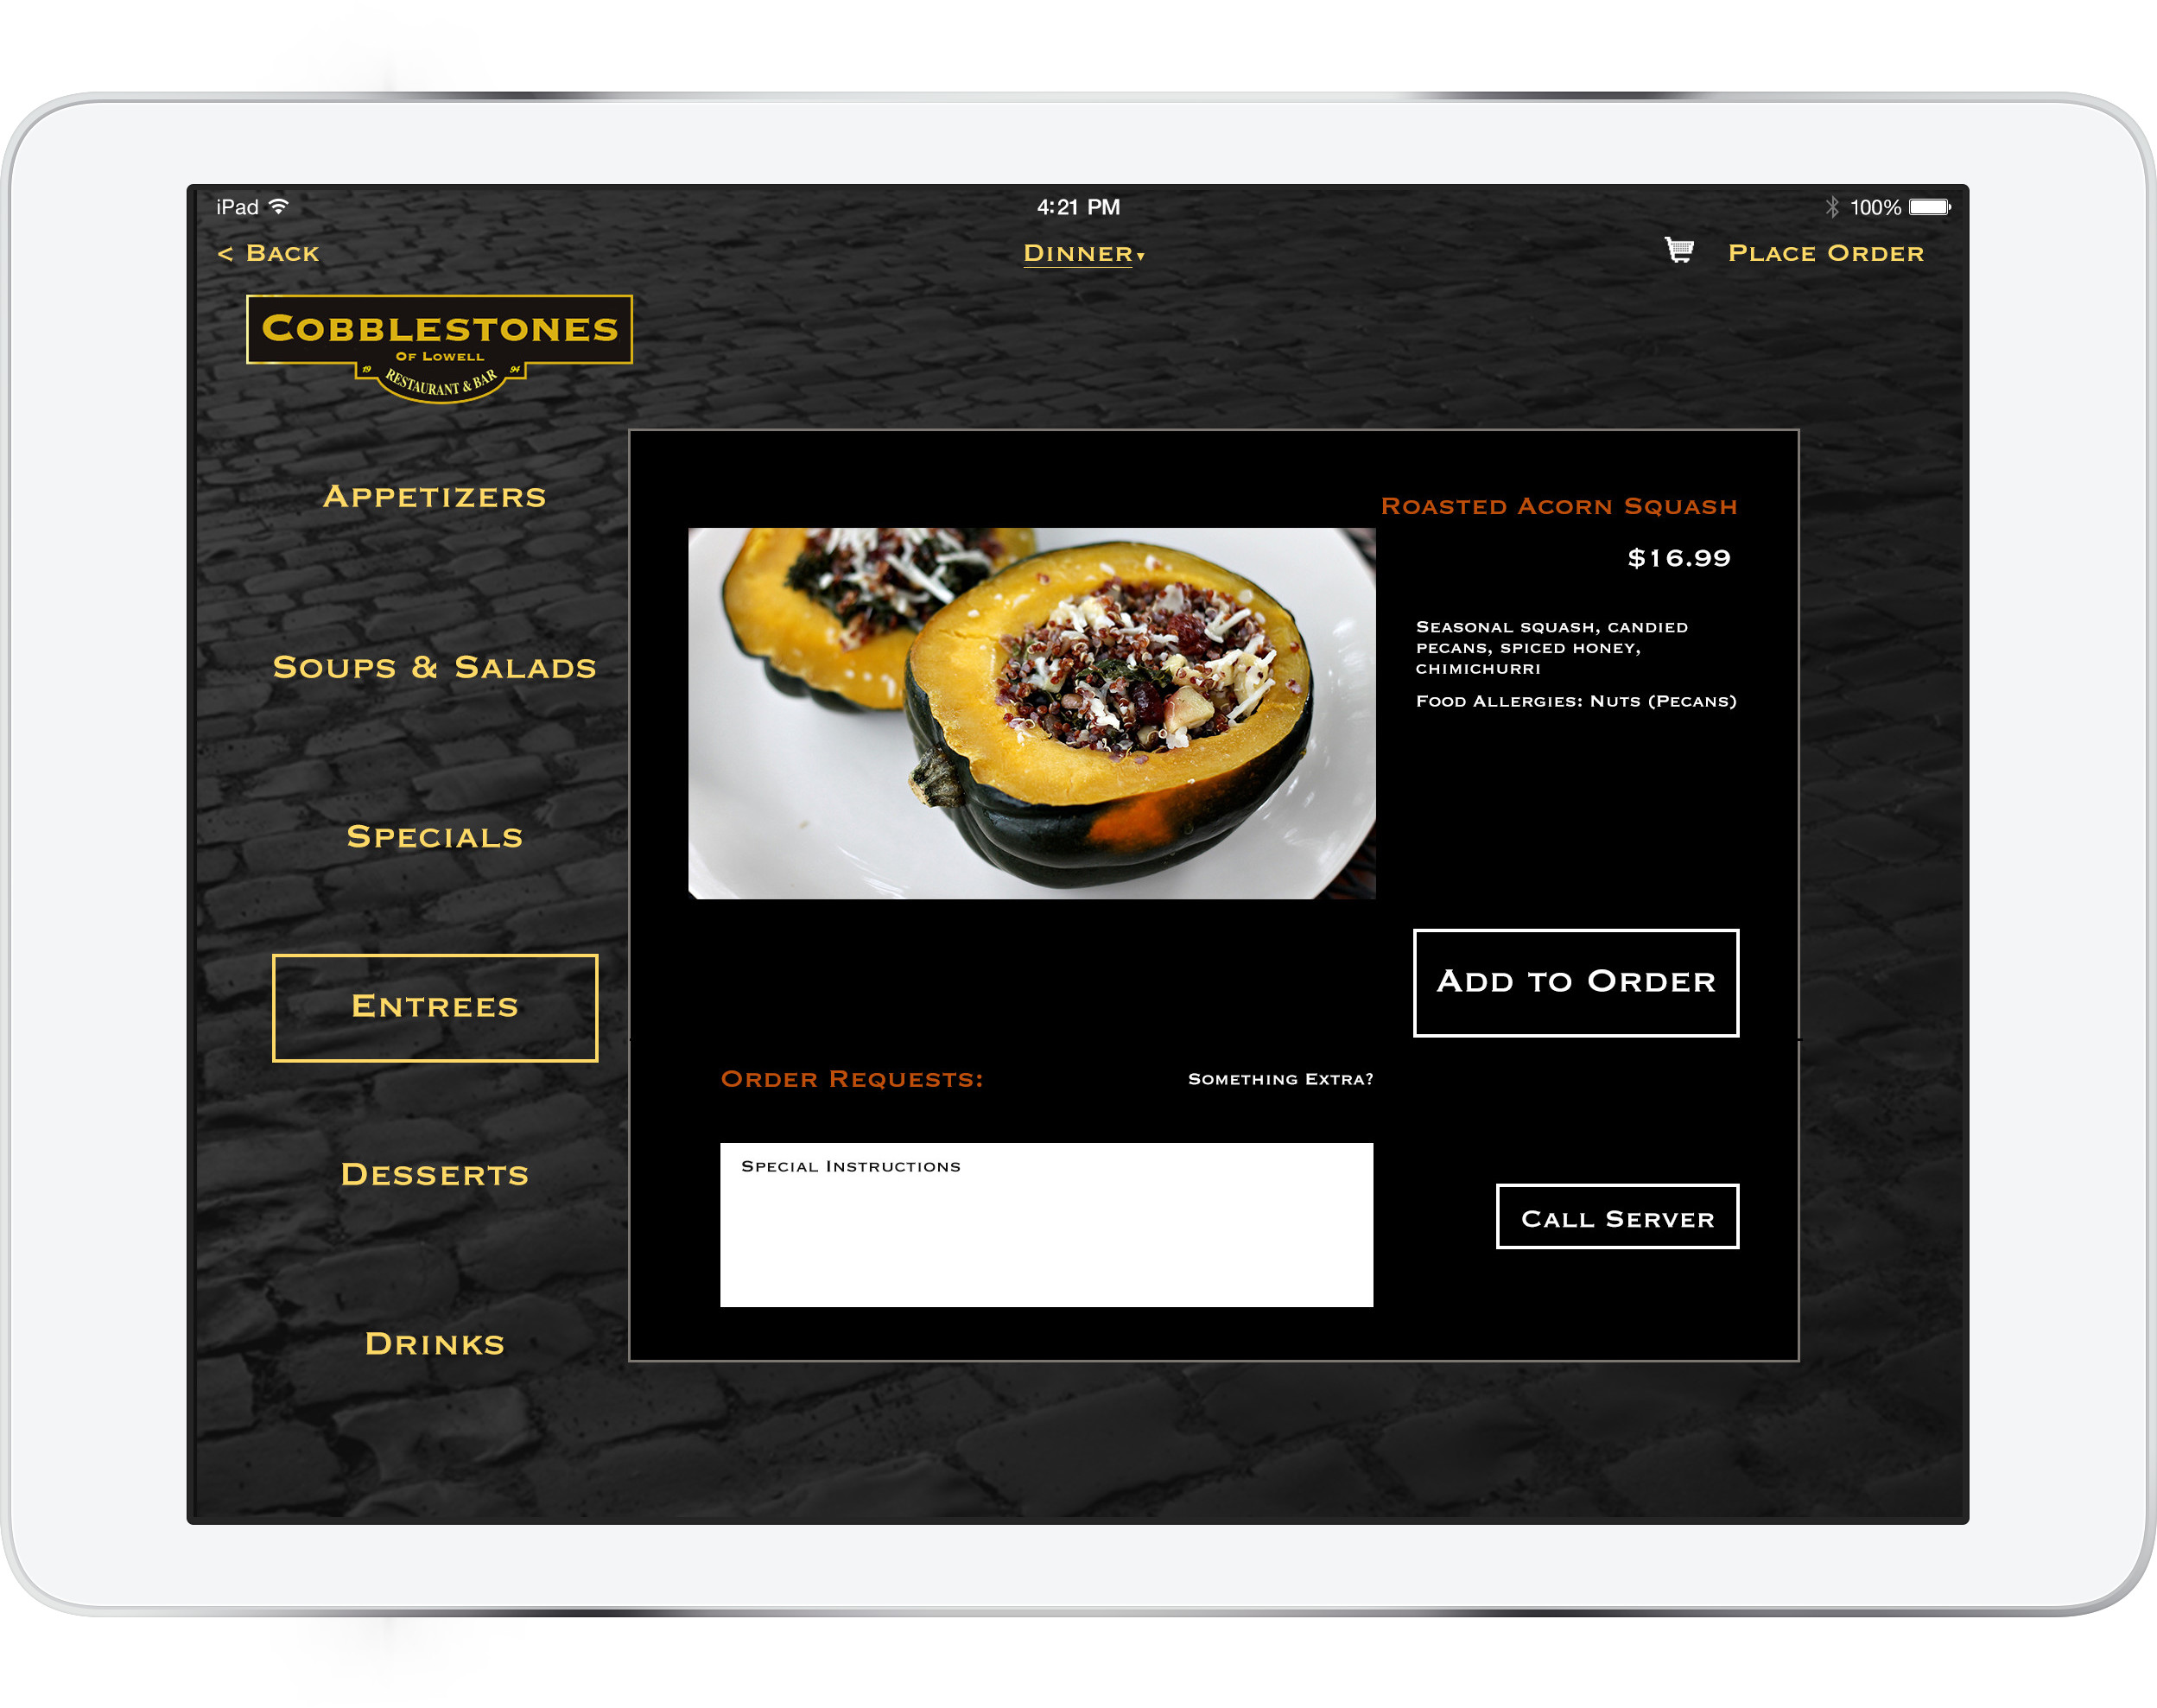 iPad
4:21 PM
100%
< Back
Dinner ▾
Place Order
Cobblestones
Of Lowell
19 Restaurant & Bar 94
Appetizers
Soups & Salads
Specials
Entrees
Desserts
Drinks
Roasted Acorn Squash
$16.99
Seasonal squash, candied
pecans, spiced honey,
chimichurri
Food Allergies: Nuts (Pecans)
Add to Order
Order Requests:
Something Extra?
Special Instructions
Call Server